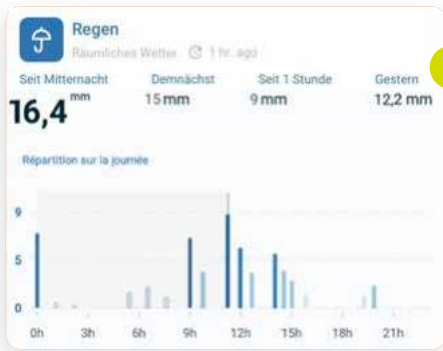 Regen
Räumliches Wetter 1 hr. ago
Seit Mitternacht Demnächst Seit 1 Stunde Gestern
16,4 mm 15 mm 9 mm 12,2 mm
Répartition sur la journée
9
5
0
0h 3h 6h 9h 12h 15h 18h 21h